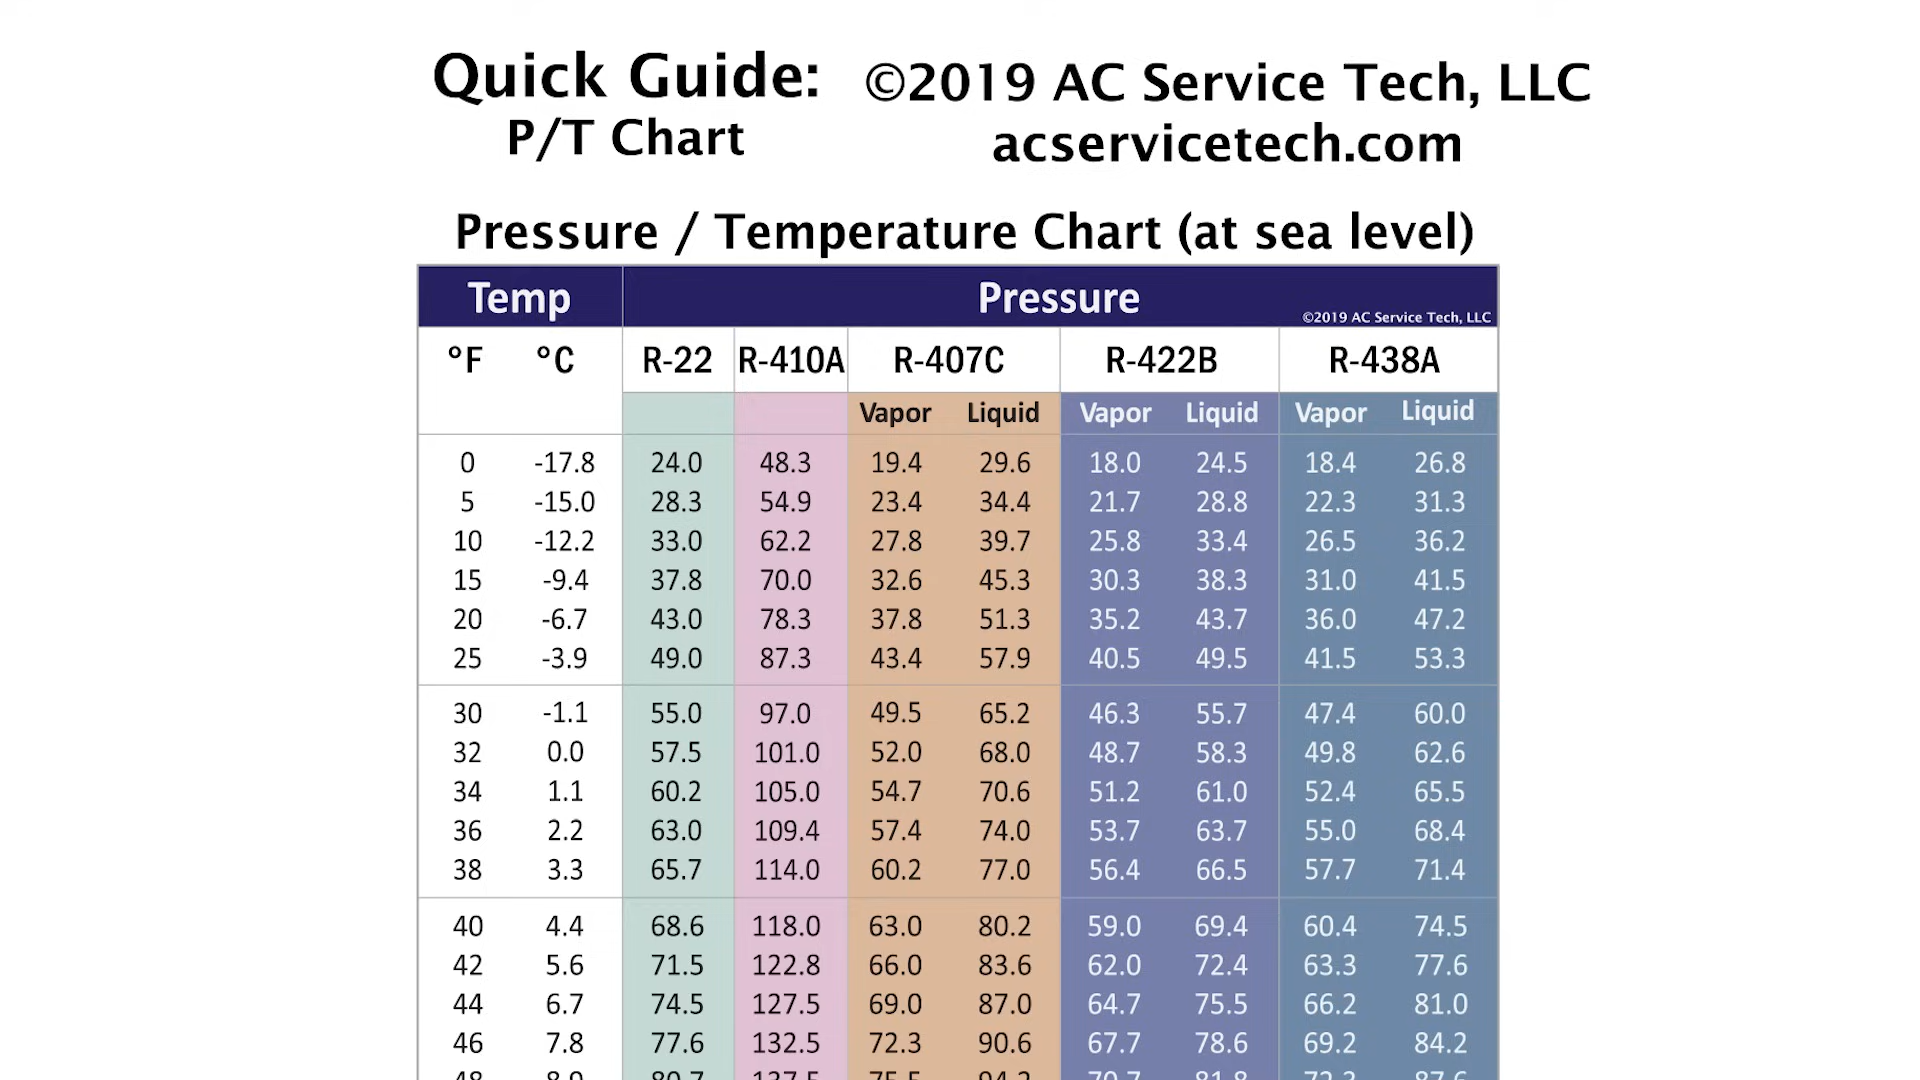 Quick Guide: ©2019 AC Service Tech, LLC
P/T Chart acservicetech.com
Pressure / Temperature Chart (at sea level)
Temp Pressure ©2019 AC Service Tech, LLC
°F °C R-22 R-410A R-407C R-422B R-438A
Vapor Liquid Vapor Liquid Vapor Liquid
0 -17.8 24.0 48.3 19.4 29.6 18.0 24.5 18.4 26.8
5 -15.0 28.3 54.9 23.4 34.4 21.7 28.8 22.3 31.3
10 -12.2 33.0 62.2 27.8 39.7 25.8 33.4 26.5 36.2
15 -9.4 37.8 70.0 32.6 45.3 30.3 38.3 31.0 41.5
20 -6.7 43.0 78.3 37.8 51.3 35.2 43.7 36.0 47.2
25 -3.9 49.0 87.3 43.4 57.9 40.5 49.5 41.5 53.3
30 -1.1 55.0 97.0 49.5 65.2 46.3 55.7 47.4 60.0
32 0.0 57.5 101.0 52.0 68.0 48.7 58.3 49.8 62.6
34 1.1 60.2 105.0 54.7 70.6 51.2 61.0 52.4 65.5
36 2.2 63.0 109.4 57.4 74.0 53.7 63.7 55.0 68.4
38 3.3 65.7 114.0 60.2 77.0 56.4 66.5 57.7 71.4
40 4.4 68.6 118.0 63.0 80.2 59.0 69.4 60.4 74.5
42 5.6 71.5 122.8 66.0 83.6 62.0 72.4 63.3 77.6
44 6.7 74.5 127.5 69.0 87.0 64.7 75.5 66.2 81.0
46 7.8 77.6 132.5 72.3 90.6 67.7 78.6 69.2 84.2